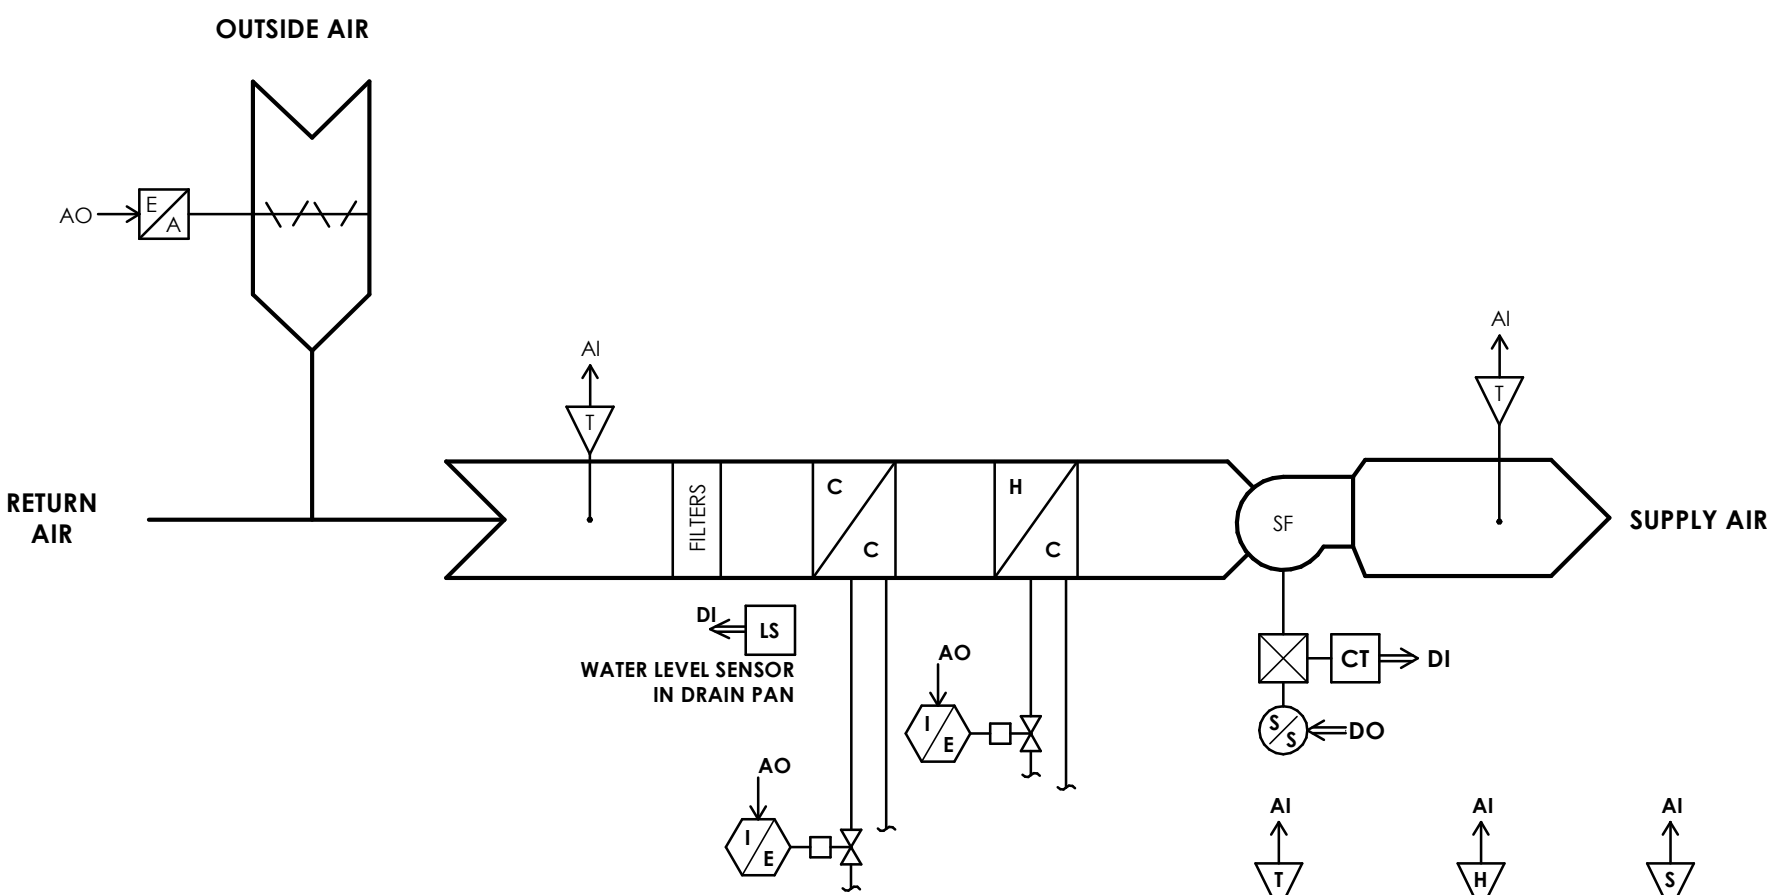 OUTSIDE AIR
AO
E
A
AI
T
AI
T
RETURN
AIR
FILTERS
C
C
H
C
SF
SUPPLY AIR
DI
LS
WATER LEVEL SENSOR
IN DRAIN PAN
AO
I
E
CT
DI
S
S
DO
AO
I
E
AI
AI
AI
T
H
S